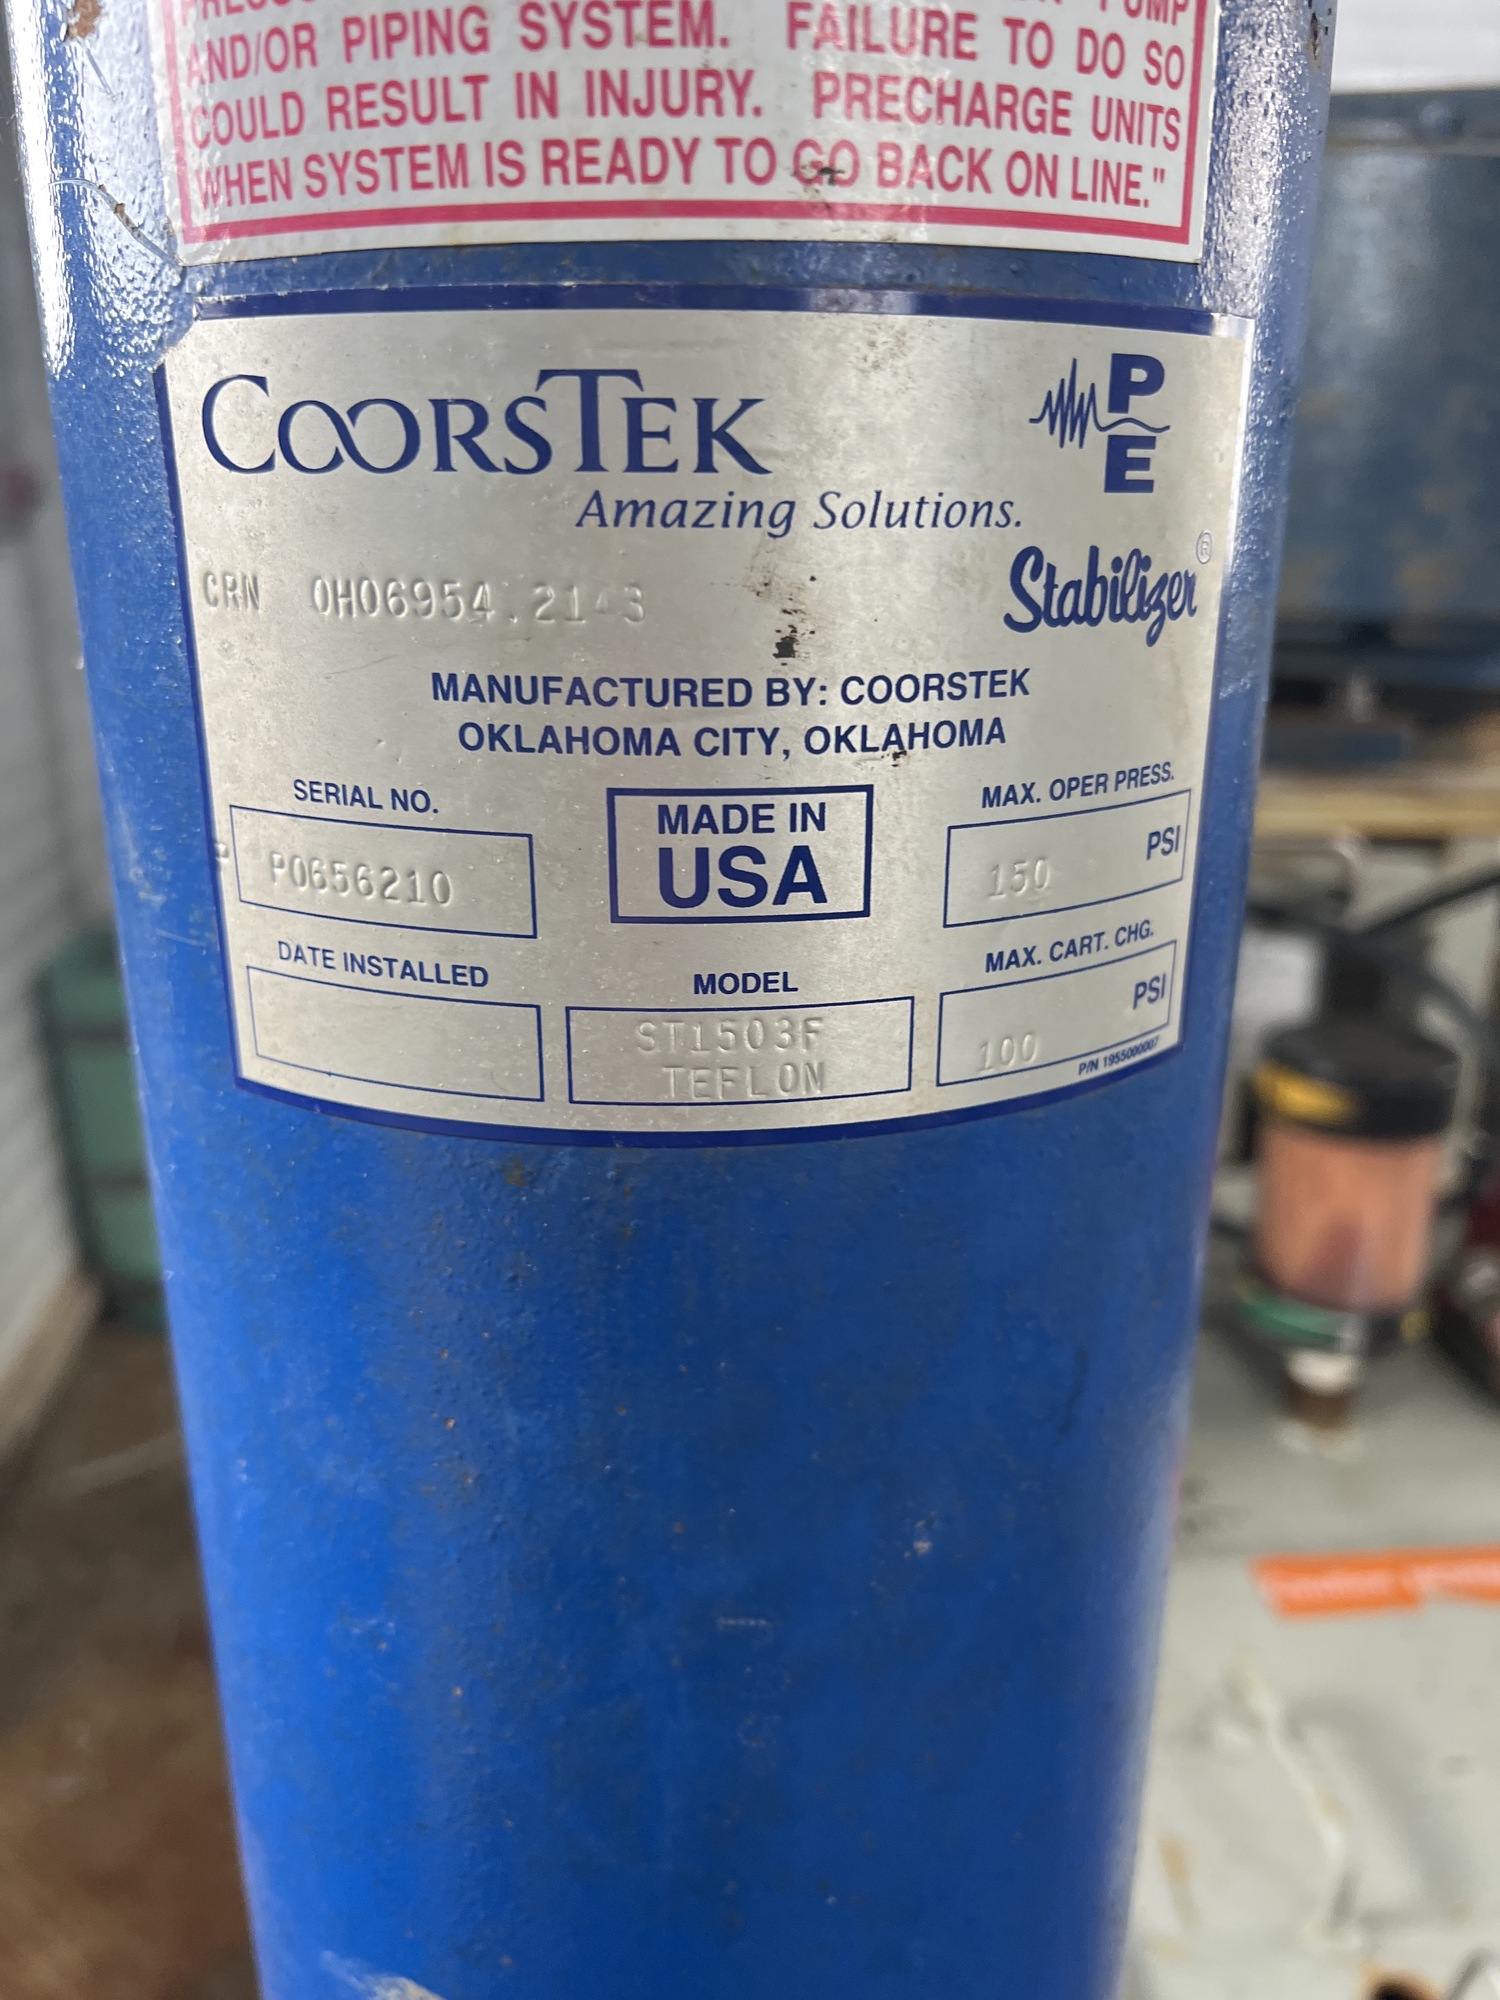 PUMP
AND/OR PIPING SYSTEM. FAILURE TO DO SO
COULD RESULT IN INJURY. PRECHARGE UNITS
WHEN SYSTEM IS READY TO GO BACK ON LINE."
COORSTEK
Amazing Solutions.
PE
Stabilizer®
CRN 0H06954.21
MANUFACTURED BY: COORSTEK
OKLAHOMA CITY, OKLAHOMA
SERIAL NO.
P0656210
MADE IN
USA
MAX. OPER PRESS.
150 PSI
DATE INSTALLED
MODEL
ST1503F
TEFLON
MAX. CART. CHG.
100 PSI
P/N 1955000007